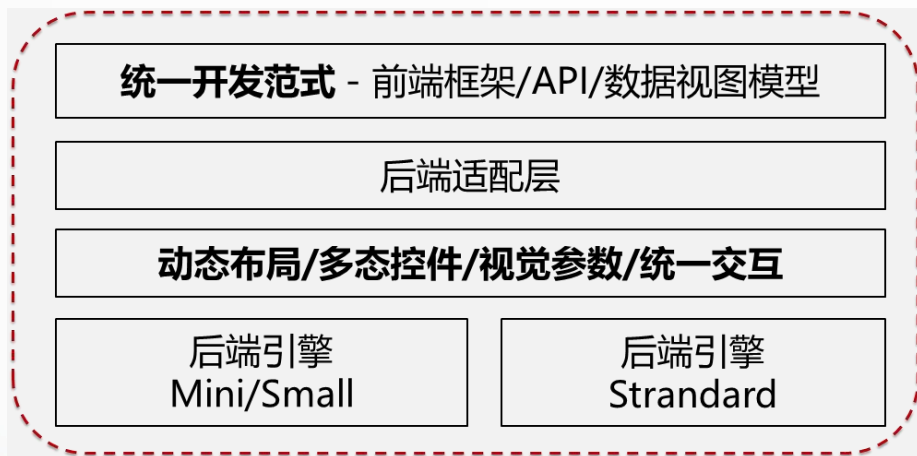 统一开发范式 - 前端框架/API/数据视图模型
后端适配层
动态布局/多态控件/视觉参数/统一交互
后端引擎
Mini/Small
后端引擎
Strandard